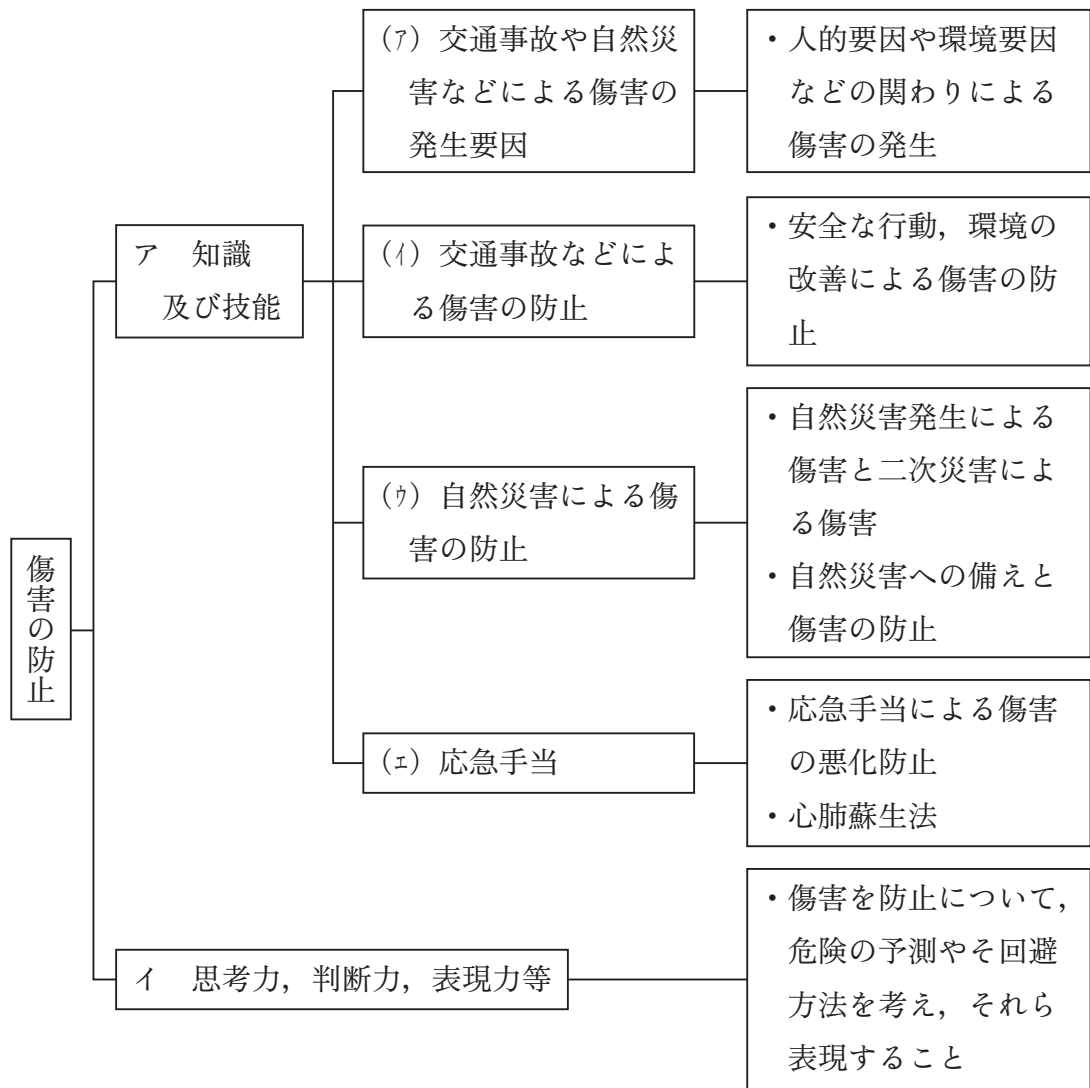 傷害の防止
ア　知識
及び技能
(ｱ) 交通事故や自然災
害などによる傷害の
発生要因
・人的要因や環境要因
などの関わりによる
傷害の発生
(ｲ) 交通事故などによ
る傷害の防止
・安全な行動，環境の
改善による傷害の防
止
(ｳ) 自然災害による傷
害の防止
・自然災害発生による
傷害と二次災害によ
る傷害
・自然災害への備えと
傷害の防止
(ｴ) 応急手当
・応急手当による傷害
の悪化防止
・心肺蘇生法
イ　思考力，判断力，表現力等
・傷害を防止について，
危険の予測やそ回避
方法を考え，それら
表現すること